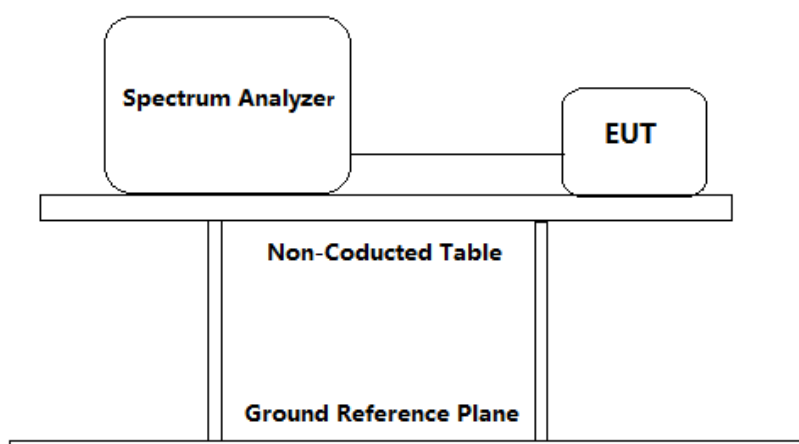 Spectrum Analyzer
EUT
Non-Coducted Table
Ground Reference Plane